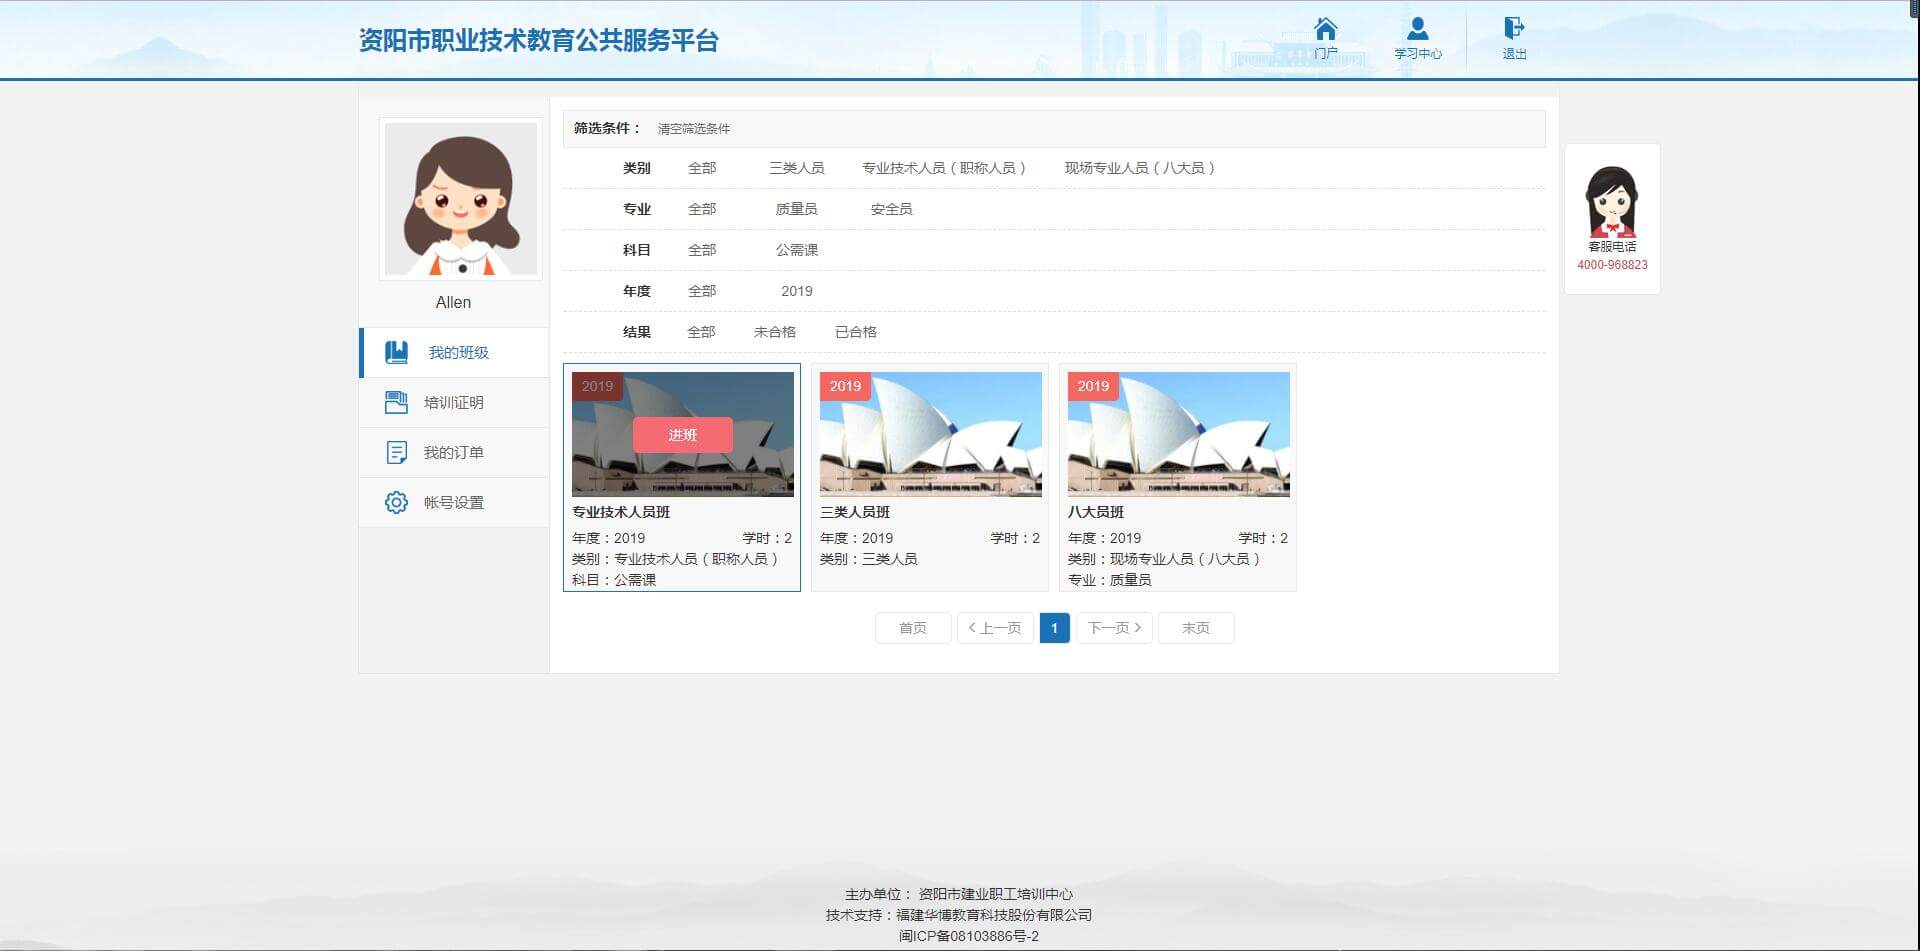 资阳市职业技术教育公共服务平台
门户
学习中心
退出
Allen
我的班级
培训证明
我的订单
帐号设置
筛选条件： 清空筛选条件
类别 全部 三类人员 专业技术人员（职称人员） 现场专业人员（八大员）
专业 全部 质量员 安全员
科目 全部 公需课
年度 全部 2019
结果 全部 未合格 已合格
2019
进班
专业技术人员班
年度：2019 学时：2
类别：专业技术人员（职称人员）
科目：公需课
2019
三类人员班
年度：2019 学时：2
类别：三类人员
2019
八大员班
年度：2019 学时：2
类别：现场专业人员（八大员）
专业：质量员
首页 <上一页 1 下一页> 末页
客服电话
4000-968823
主办单位： 资阳市建业职工培训中心
技术支持：福建华博教育科技股份有限公司
闽ICP备08103886号-2